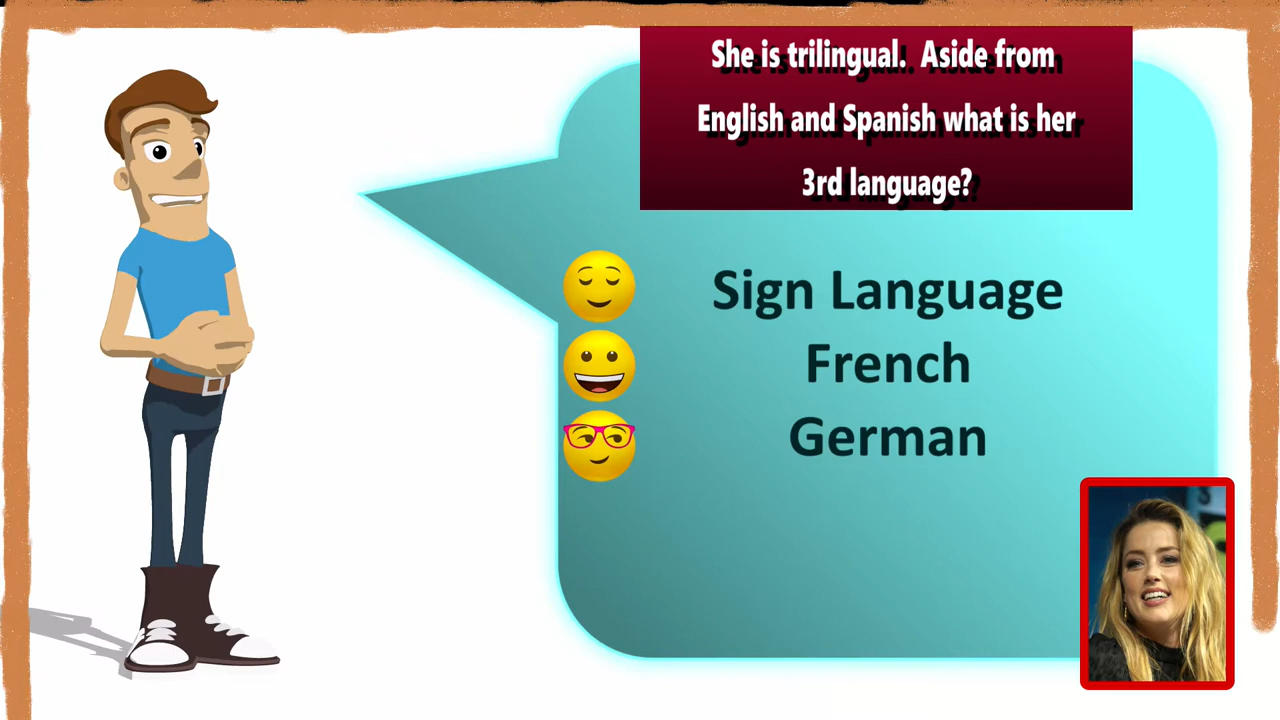 She is trilingual.  Aside from
English and Spanish what is her
3rd language?
Sign Language
French
German